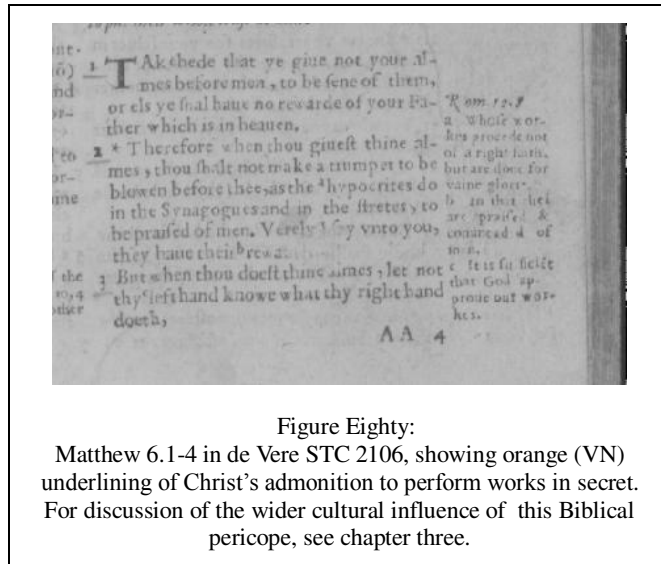 1 TAk ehede that ye giue not your al-
mes before men, to be sene of them,
or els ye shal haue no rewarde of your Fa-
ther which is in heauen.
2 * Therefore when thou giuest thine al-
mes, thou shalt not make a trumpet to be
blowen before thee, as the hypocrites do
in the Synagogues and in the stretes, to
be praised of men. Verely I say vnto you,
they haue their
3 But when thou doest thine almes, let not
thy left hand knowe what thy right hand
doeth,
AA 4
Rom 12.8
a Whose wor-
kes procede not
of a right faith,
but are done for
vaine glorie.
b In that they
are praised &
of
men.
c It is sufficient
that God ap-
proue our wor-
kes.
Figure Eighty:
Matthew 6.1-4 in de Vere STC 2106, showing orange (VN)
underlining of Christ's admonition to perform works in secret.
For discussion of the wider cultural influence of this Biblical
pericope, see chapter three.